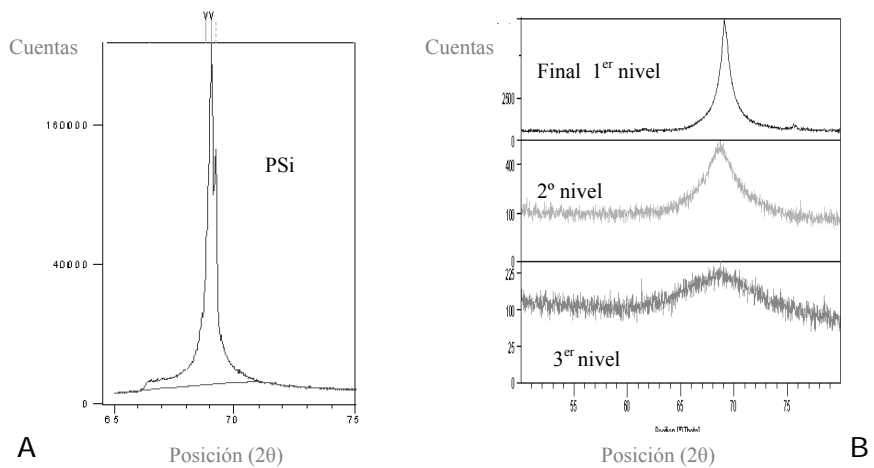 Cuentas
160000
PSi
40000
0
65
70
75
A
Posición (2θ)
Cuentas
Final 1er nivel
2500
0
400
2º nivel
100
0
225
100
3er nivel
25
0
55
60
65
70
75
Posición (2θ)
B